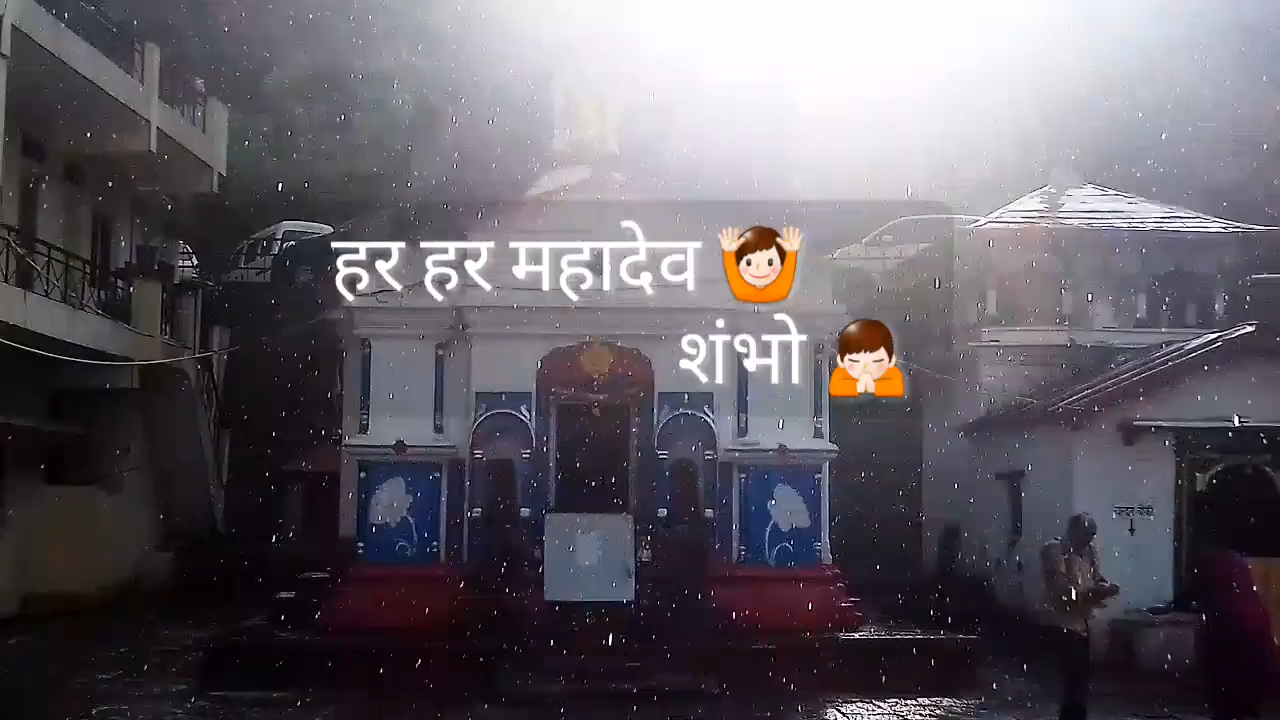 हर हर महादेव 🙌
शंभो 🙏